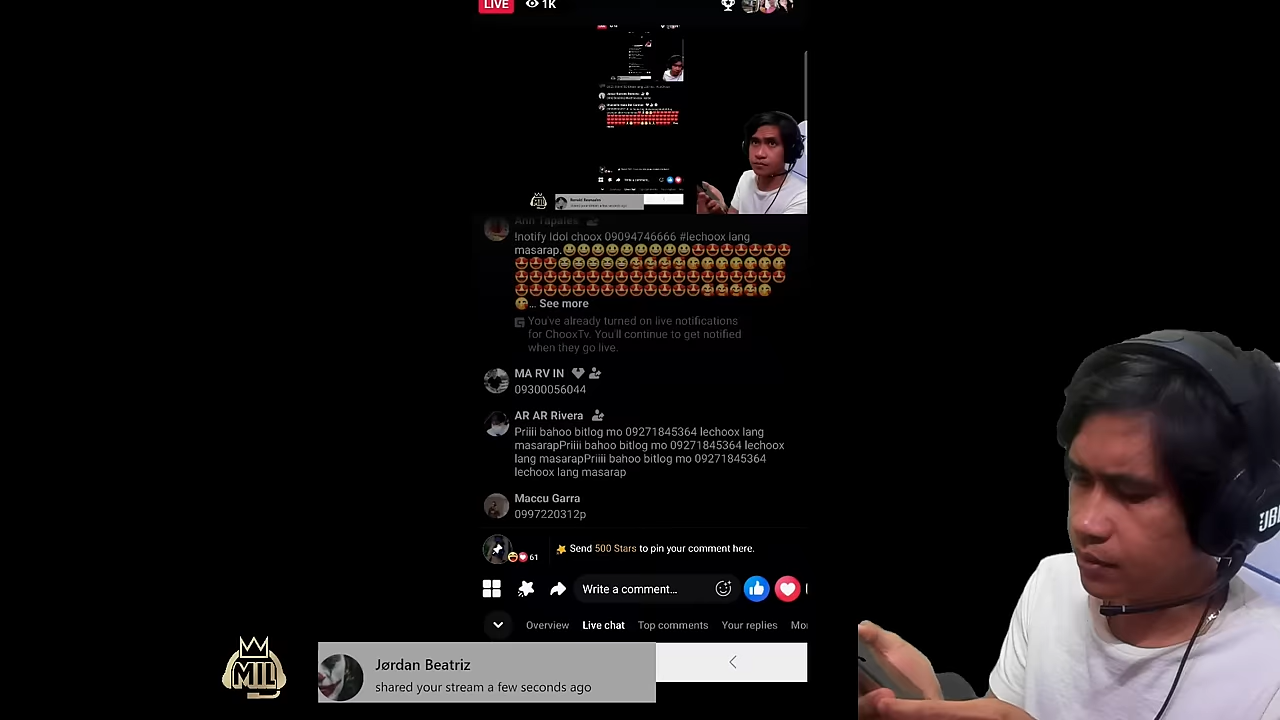 LIVE 1K
Ann Tapales
!notify Idol choox 09094746666 #lechoox lang
masarap.
... See more
You've already turned on live notifications
for ChooxTv. You'll continue to get notified
when they go live.
MA RV IN
09300056044
AR AR Rivera
Priiii bahoo bitlog mo 09271845364 lechoox lang
masarapPriiii bahoo bitlog mo 09271845364 lechoox
lang masarapPriiii bahoo bitlog mo 09271845364
lechoox lang masarap
Maccu Garra
0997220312p
61
Send 500 Stars to pin your comment here.
Write a comment...
Overview Live chat Top comments Your replies Mo
MIL
Jørdan Beatriz
shared your stream a few seconds ago